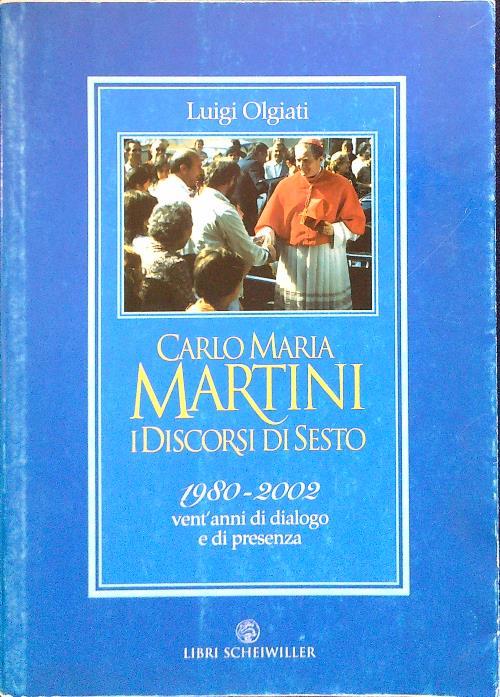 Luigi Olgiati
CARLO MARIA
MARTINI
I DISCORSI DI SESTO
1980-2002
vent'anni di dialogo
e di presenza
LIBRI SCHEIWILLER